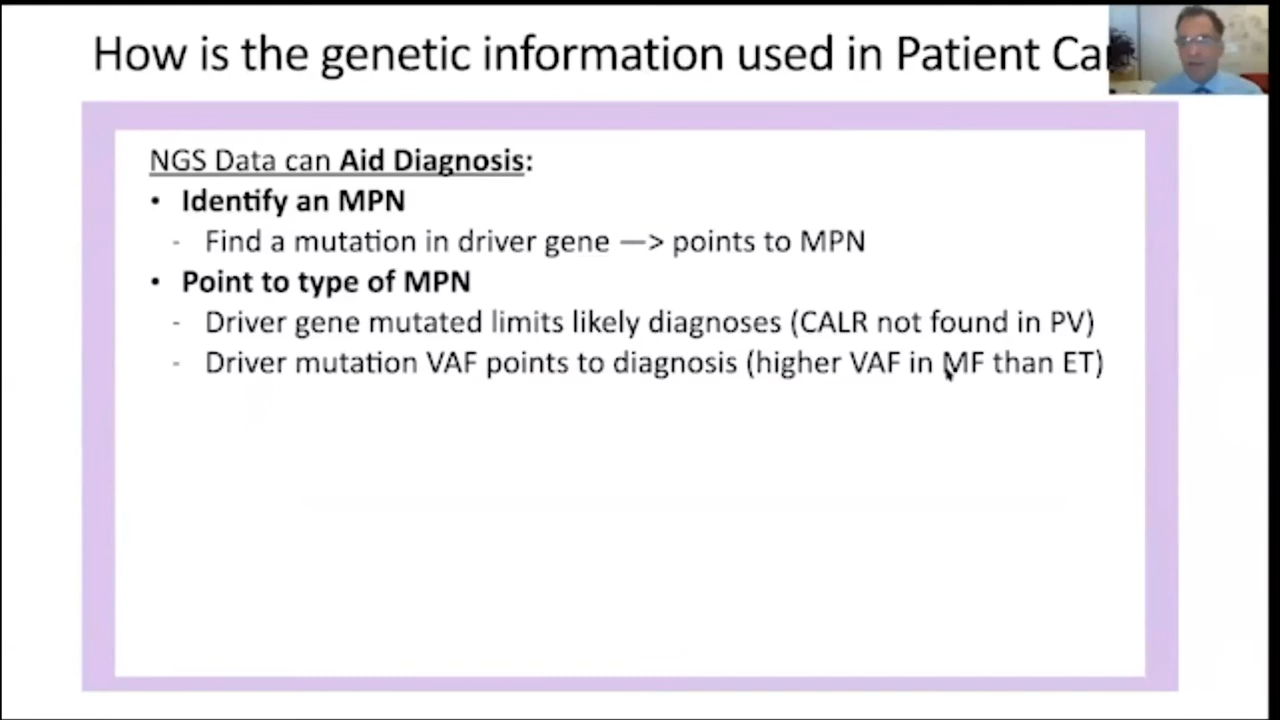 How is the genetic information used in Patient Ca
NGS Data can Aid Diagnosis:
• Identify an MPN
- Find a mutation in driver gene —> points to MPN
• Point to type of MPN
- Driver gene mutated limits likely diagnoses (CALR not found in PV)
- Driver mutation VAF points to diagnosis (higher VAF in MF than ET)